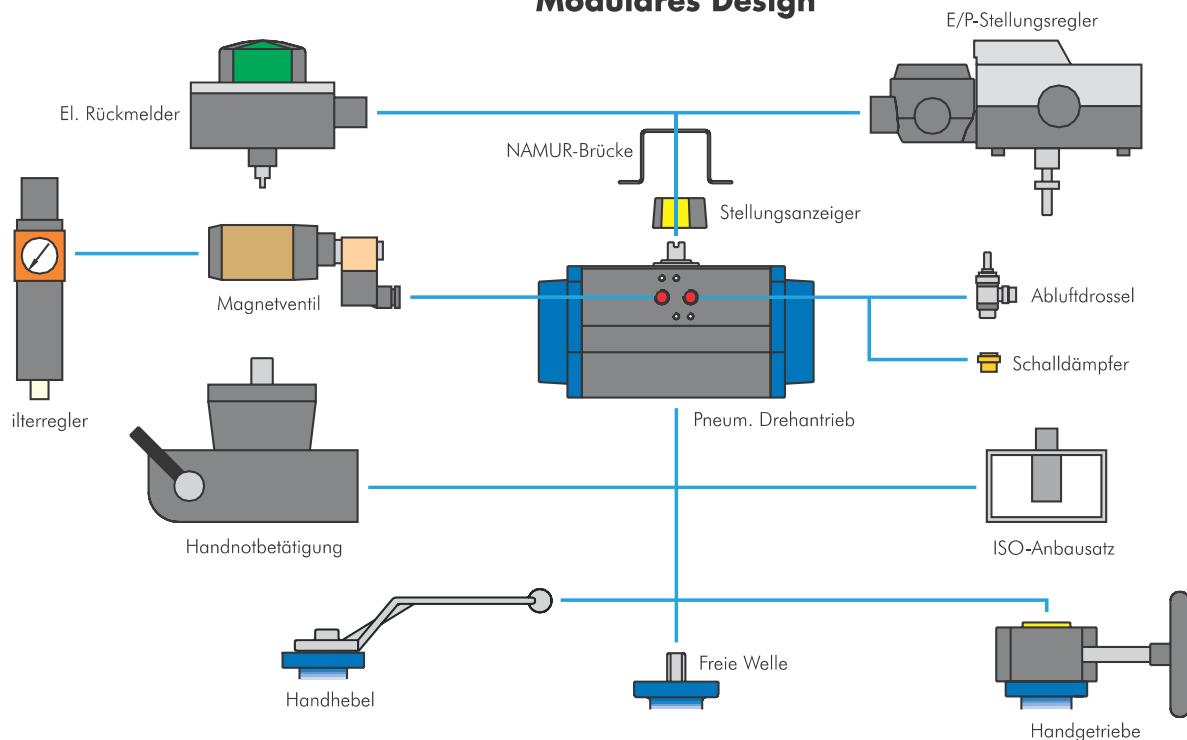 Modulares Design
E/P-Stellungsregler
El. Rückmelder
NAMUR-Brücke
Stellungsanzeiger
Magnetventil
Abluftdrossel
Schalldämpfer
ilterregler
Pneum. Drehantrieb
Handnotbetätigung
ISO-Anbausatz
Freie Welle
Handhebel
Handgetriebe